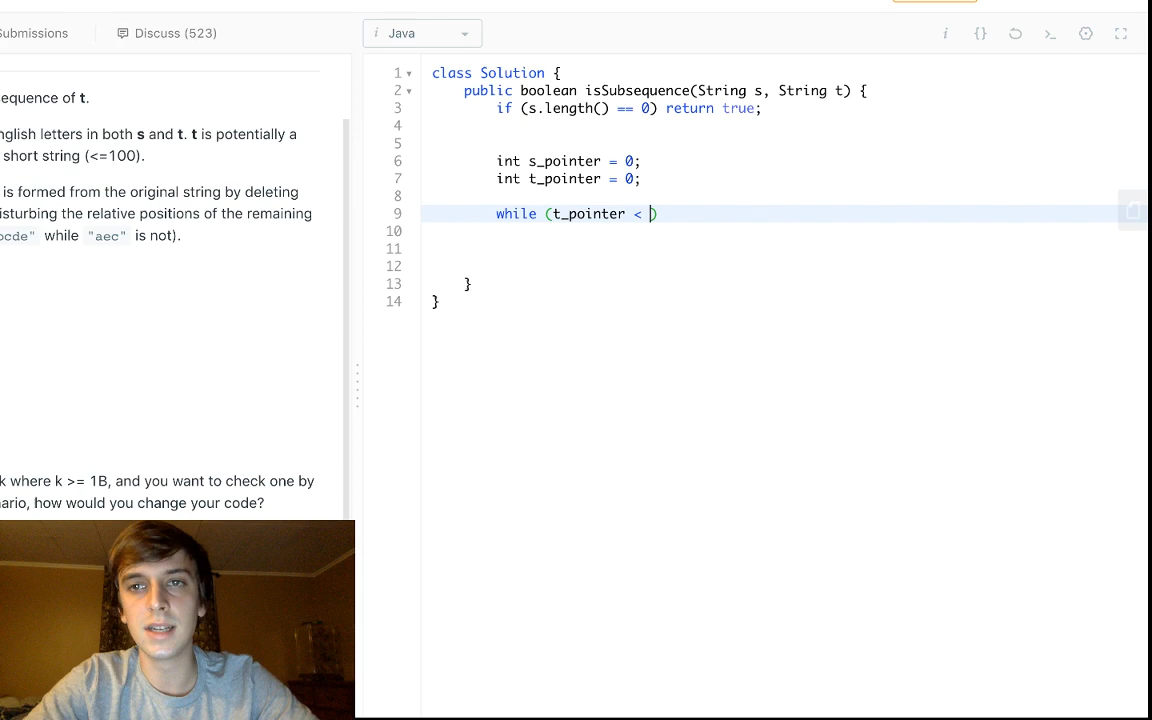 Submissions
Discuss (523)
i Java
equence of t.
nglish letters in both s and t. t is potentially a
short string (<=100).
is formed from the original string by deleting
isturbing the relative positions of the remaining
bcde" while "aec" is not).
k where k >= 1B, and you want to check one by
ario, how would you change your code?
1 class Solution {
2 public boolean isSubsequence(String s, String t) {
3 if (s.length() == 0) return true;
4
5
6 int s_pointer = 0;
7 int t_pointer = 0;
8
9 while (t_pointer < )
10
11
12
13 }
14 }